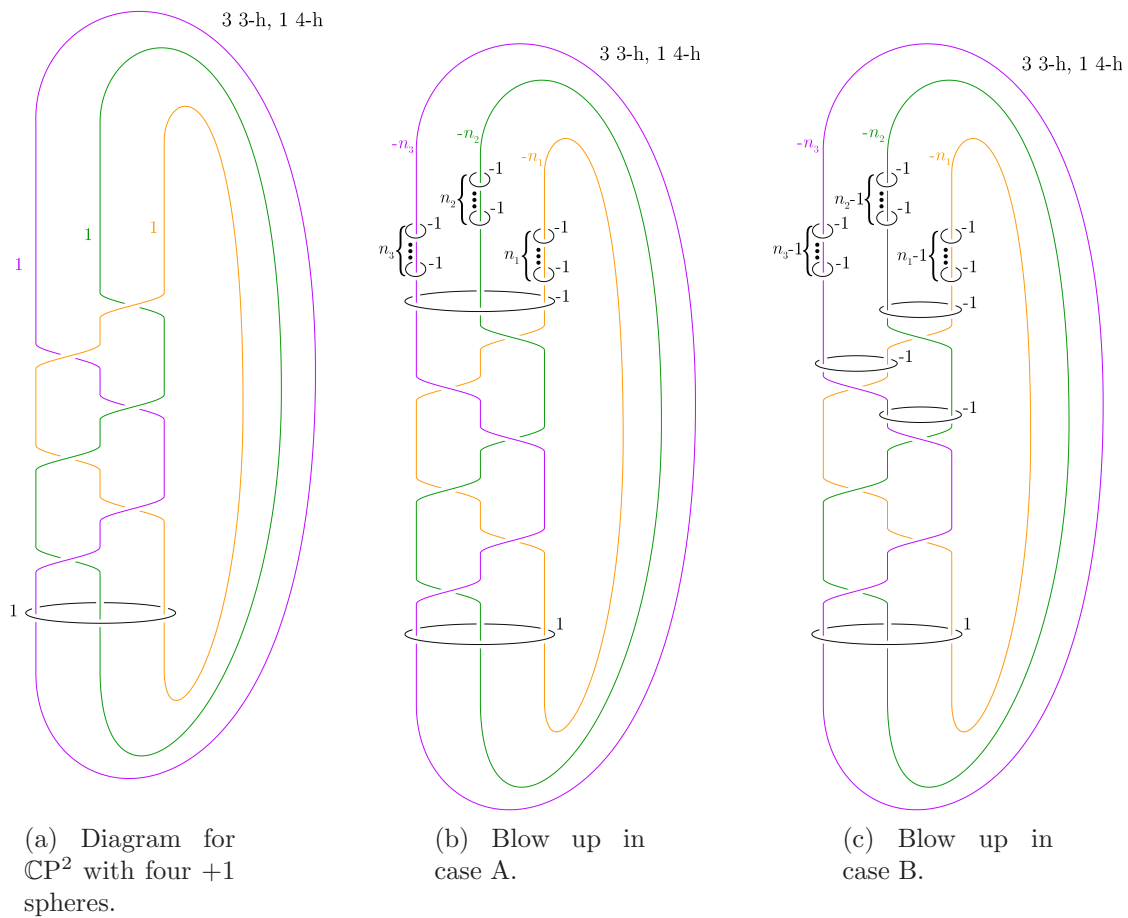 3 3-h, 1 4-h
1
1
1
1
(a) Diagram for
ℂP² with four +1
spheres.
3 3-h, 1 4-h
-n₃
-n₂
-n₁
n₂
-1
-1
n₃
-1
-1
n₁
-1
-1
-1
1
(b) Blow up in
case A.
3 3-h, 1 4-h
-n₃
-n₂
-n₁
n₂-1
-1
-1
n₃-1
-1
-1
n₁-1
-1
-1
-1
-1
-1
1
(c) Blow up in
case B.